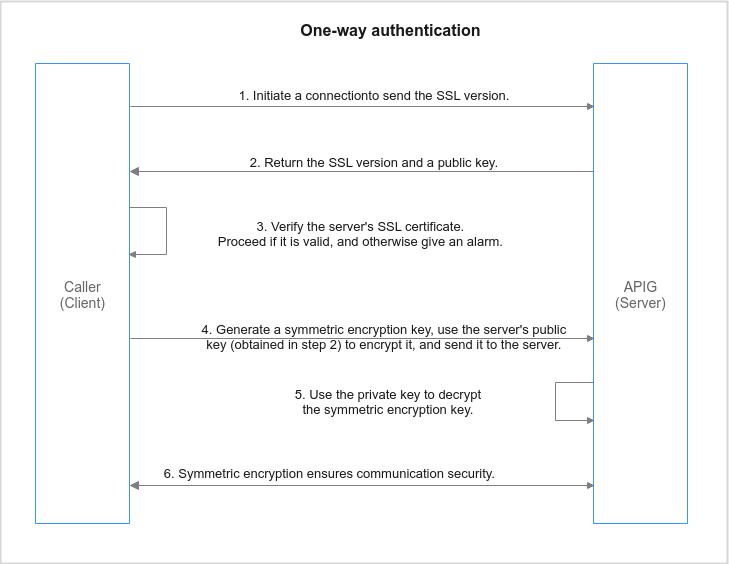 One-way authentication
1. Initiate a connectionto send the SSL version.
2. Return the SSL version and a public key.
3. Verify the server's SSL certificate.
Proceed if it is valid, and otherwise give an alarm.
Caller
(Client)
APIG
(Server)
4. Generate a symmetric encryption key, use the server's public
key (obtained in step 2) to encrypt it, and send it to the server.
5. Use the private key to decrypt
the symmetric encryption key.
6. Symmetric encryption ensures communication security.